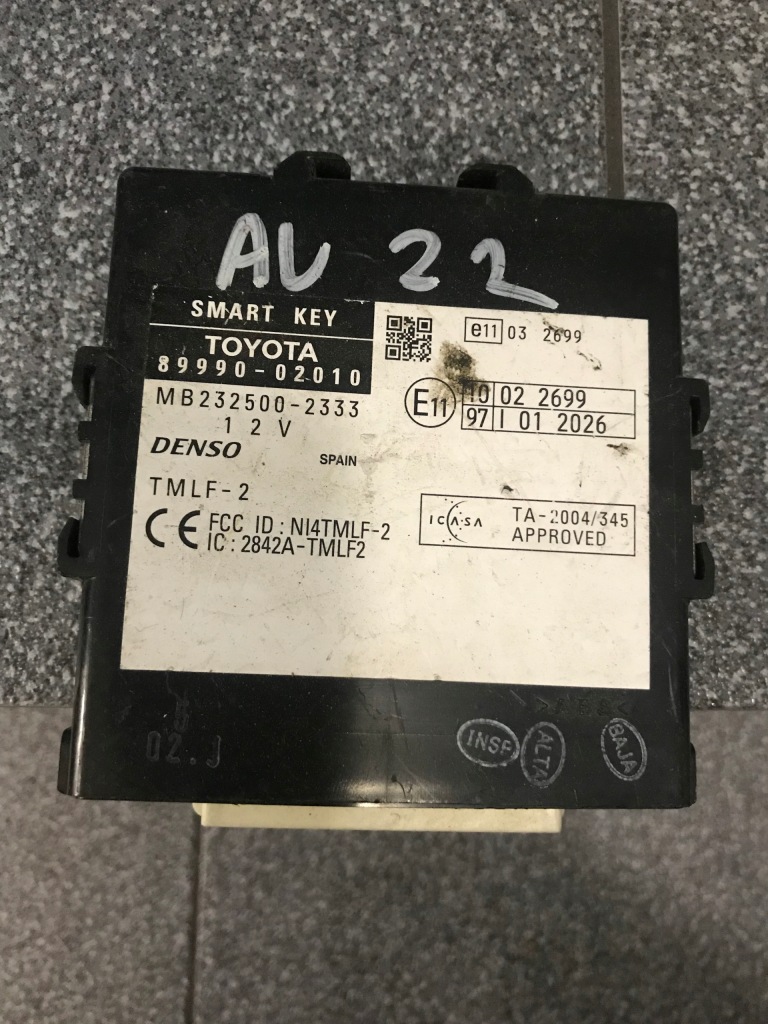 AV 22
SMART KEY
TOYOTA
89990-02010
MB232500-2333
12V
DENSO
SPAIN
TMLF-2
CE FCC ID : NI4TMLF-2
IC : 2842A-TMLF2
e11 03 2699
E11 10 02 2699
97 I 01 2026
ICASA TA-2004/345
APPROVED
02.J
INSP
ALTA
BAJA